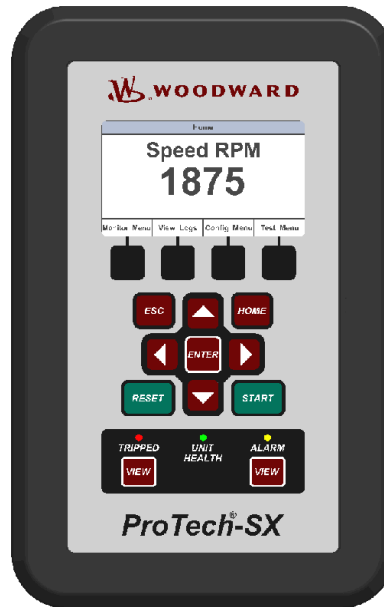 WOODWARD
Home
Speed RPM
1875
Monitor Menu View Logs Config Menu Test Menu
ESC HOME
ENTER
RESET START
TRIPPED UNIT HEALTH ALARM
VIEW VIEW
ProTech®-SX